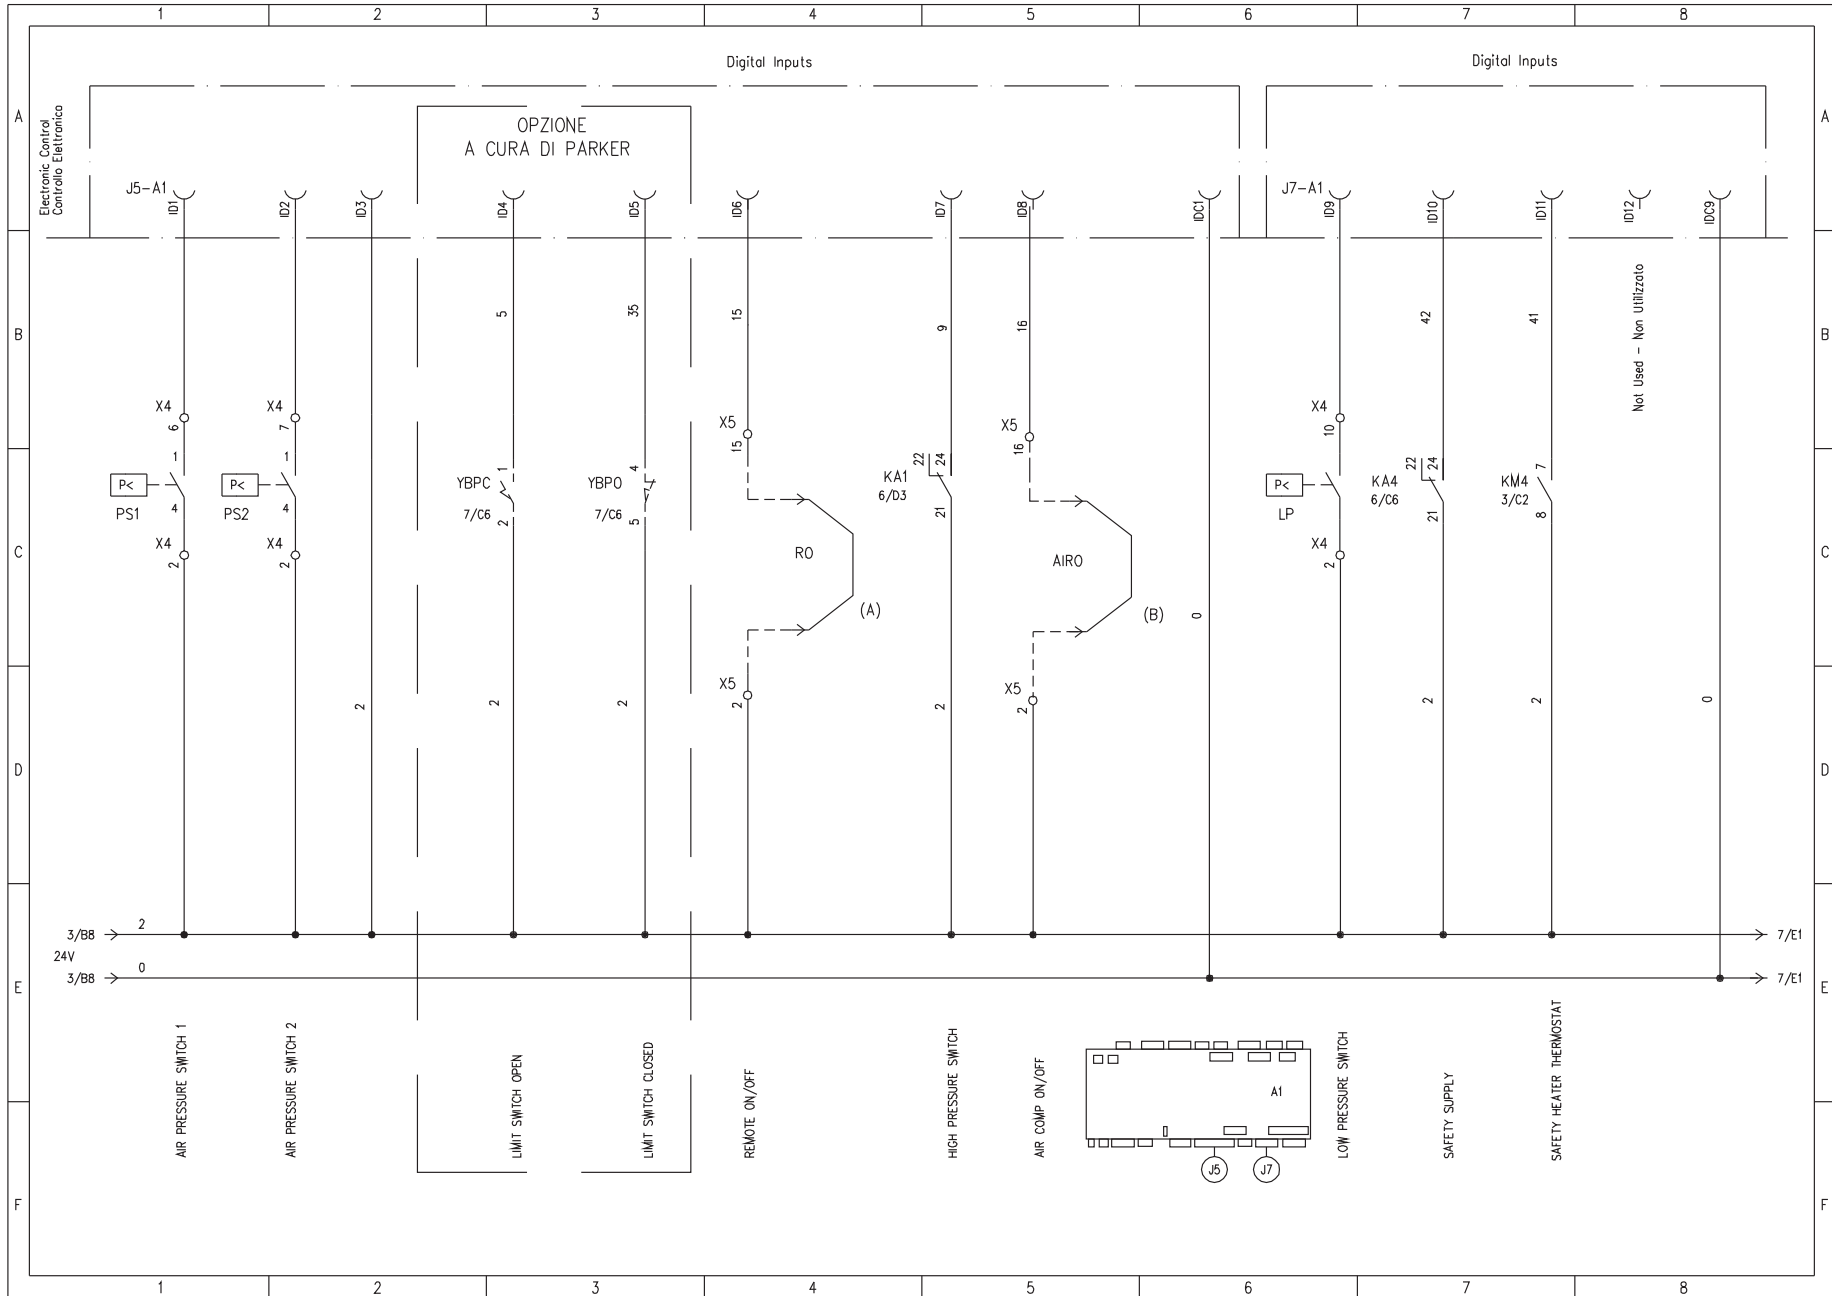 1 2 3 4 5 6 7 8
Digital Inputs Digital Inputs
A A
Electronic Control
Controllo Elettronico
OPZIONE
A CURA DI PARKER
J5-A1 J7-A1
ID1 ID2 ID3 ID4 ID5 ID6 ID7 ID8 IDC1 ID9 ID10 ID11 ID12 IDC9
B B
5 35 15 9 16 42 41
Not Used - Non Utilizzato
X4 X4 X5 X5 X4
6 7 15 16 10
1 1 1 4 22 24 22 24 7
P< P< YBPC YBPO KA1 P< KA4 KM4
6/D3 6/C6 3/C2
PS1 PS2 7/C6 7/C6 LP
4 4 2 5 21 21 8
X4 X4 X4
2 2 2
C C
RO AIRO
(A) (B)
0
X5 X5
2 2
2 2 2 2 2 2 0
D D
3/B8 2 7/E1
24V
3/B8 0 7/E1
E E
AIR PRESSURE SWITCH 1
AIR PRESSURE SWITCH 2
LIMIT SWITCH OPEN
LIMIT SWITCH CLOSED
REMOTE ON/OFF
HIGH PRESSURE SWITCH
AIR COMP ON/OFF
A1
J5 J7
LOW PRESSURE SWITCH
SAFETY SUPPLY
SAFETY HEATER THERMOSTAT
F F
1 2 3 4 5 6 7 8